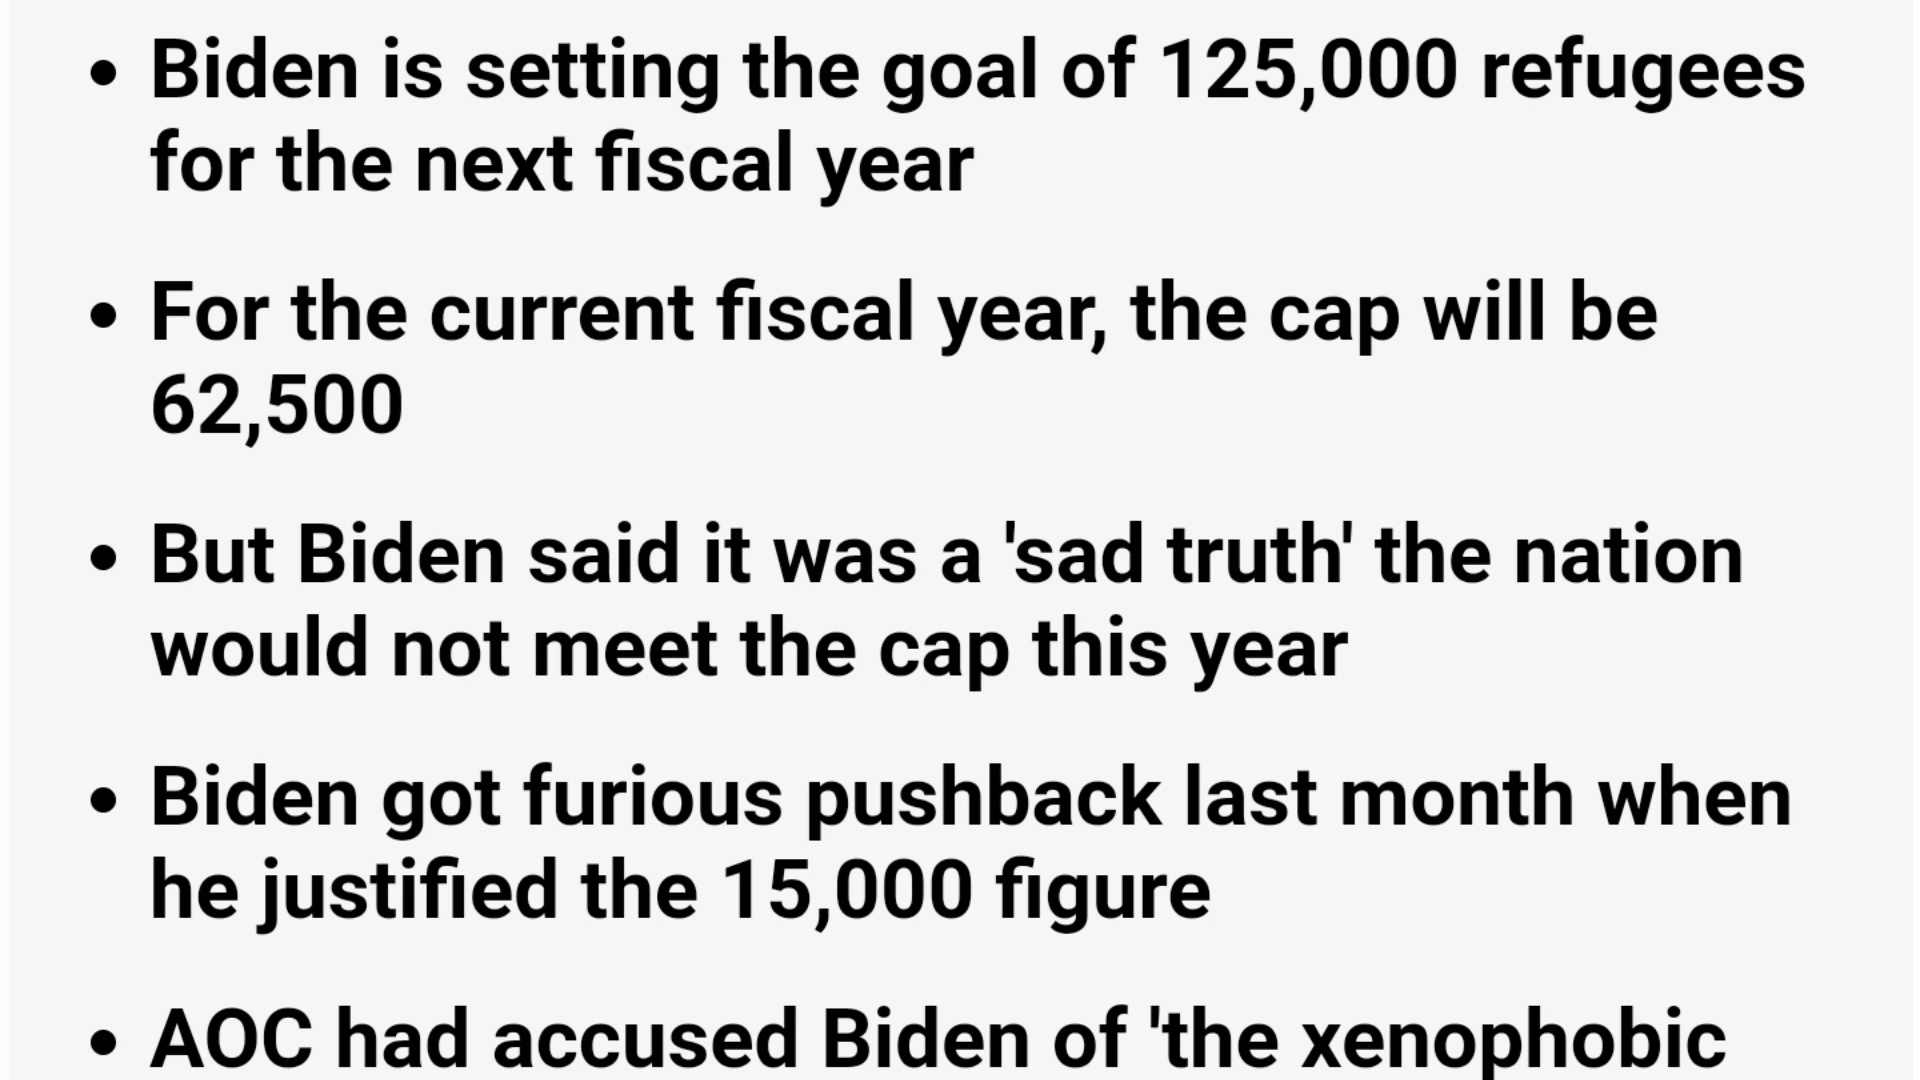 • Biden is setting the goal of 125,000 refugees
for the next fiscal year
• For the current fiscal year, the cap will be
62,500
• But Biden said it was a 'sad truth' the nation
would not meet the cap this year
• Biden got furious pushback last month when
he justified the 15,000 figure
• AOC had accused Biden of 'the xenophobic